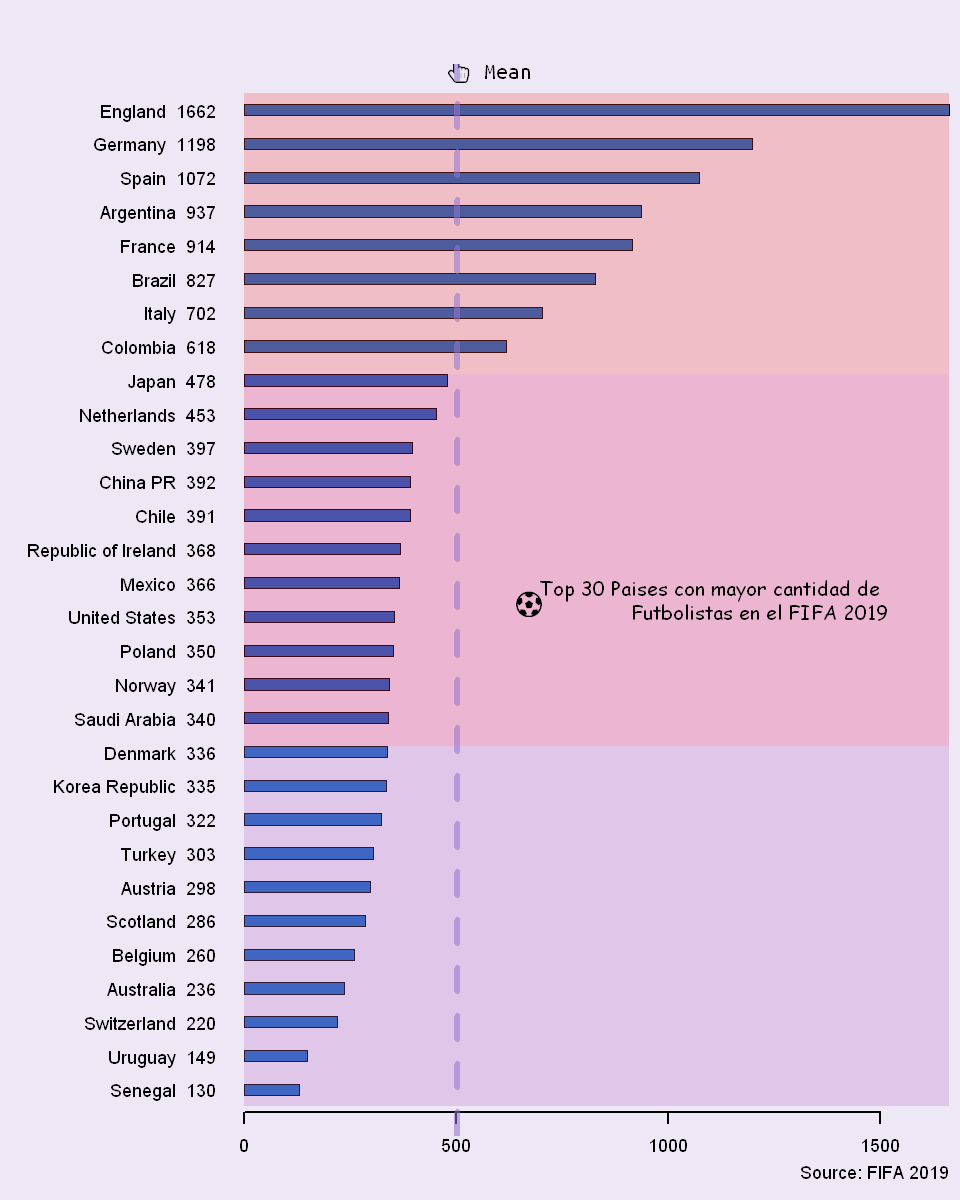 Mean
England 1662
Germany 1198
Spain 1072
Argentina 937
France 914
Brazil 827
Italy 702
Colombia 618
Japan 478
Netherlands 453
Sweden 397
China PR 392
Chile 391
Republic of Ireland 368
Mexico 366
Top 30 Paises con mayor cantidad de
Futbolistas en el FIFA 2019
United States 353
Poland 350
Norway 341
Saudi Arabia 340
Denmark 336
Korea Republic 335
Portugal 322
Turkey 303
Austria 298
Scotland 286
Belgium 260
Australia 236
Switzerland 220
Uruguay 149
Senegal 130
0 500 1000 1500
Source: FIFA 2019